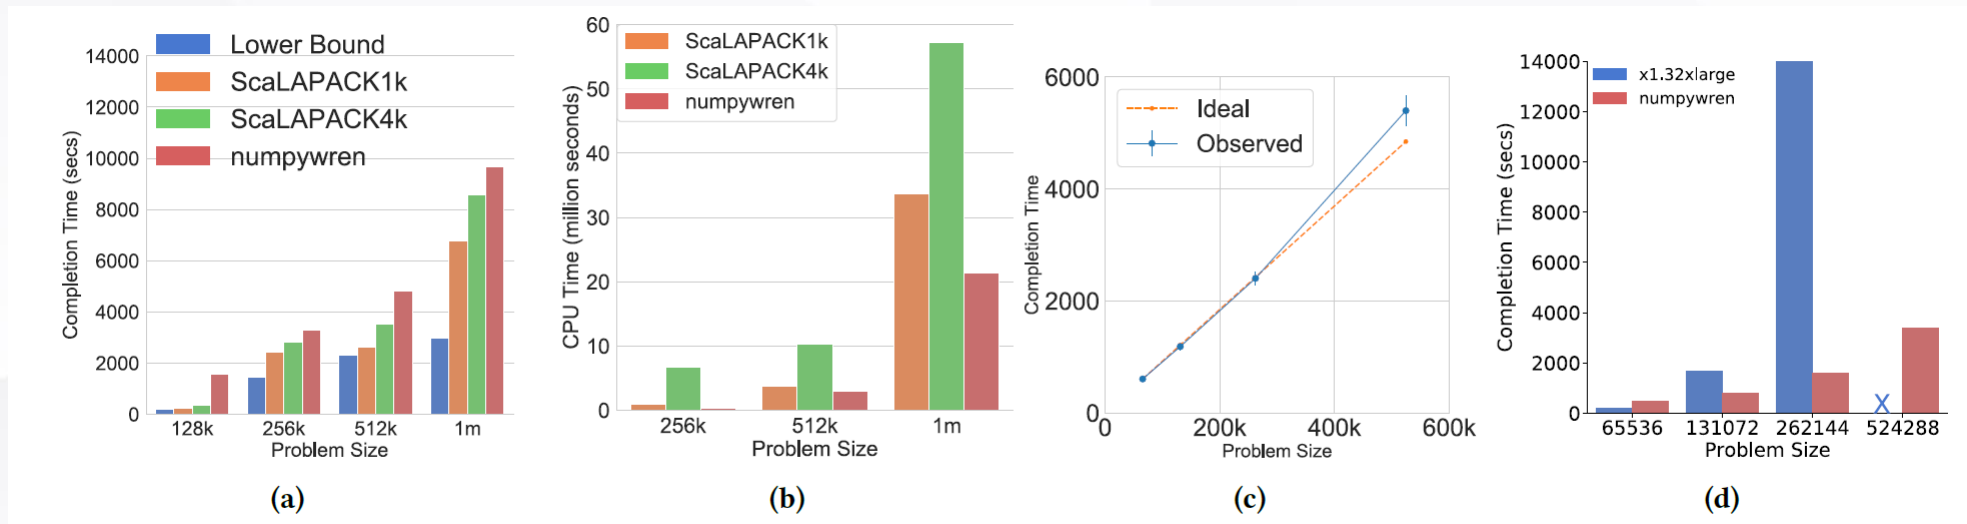 Lower Bound
ScaLAPACK1k
ScaLAPACK4k
numpywren
14000
12000
10000
8000
6000
4000
2000
0
Completion Time (secs)
128k 256k 512k 1m
Problem Size
(a)
ScaLAPACK1k
ScaLAPACK4k
numpywren
60
50
40
30
20
10
0
CPU Time (million seconds)
256k 512k 1m
Problem Size
(b)
Ideal
Observed
6000
4000
2000
0
Completion Time
0 200k 400k 600k
Problem Size
(c)
x1.32xlarge
numpywren
14000
12000
10000
8000
6000
4000
2000
0
Completion Time (secs)
X
65536 131072 262144 524288
Problem Size
(d)